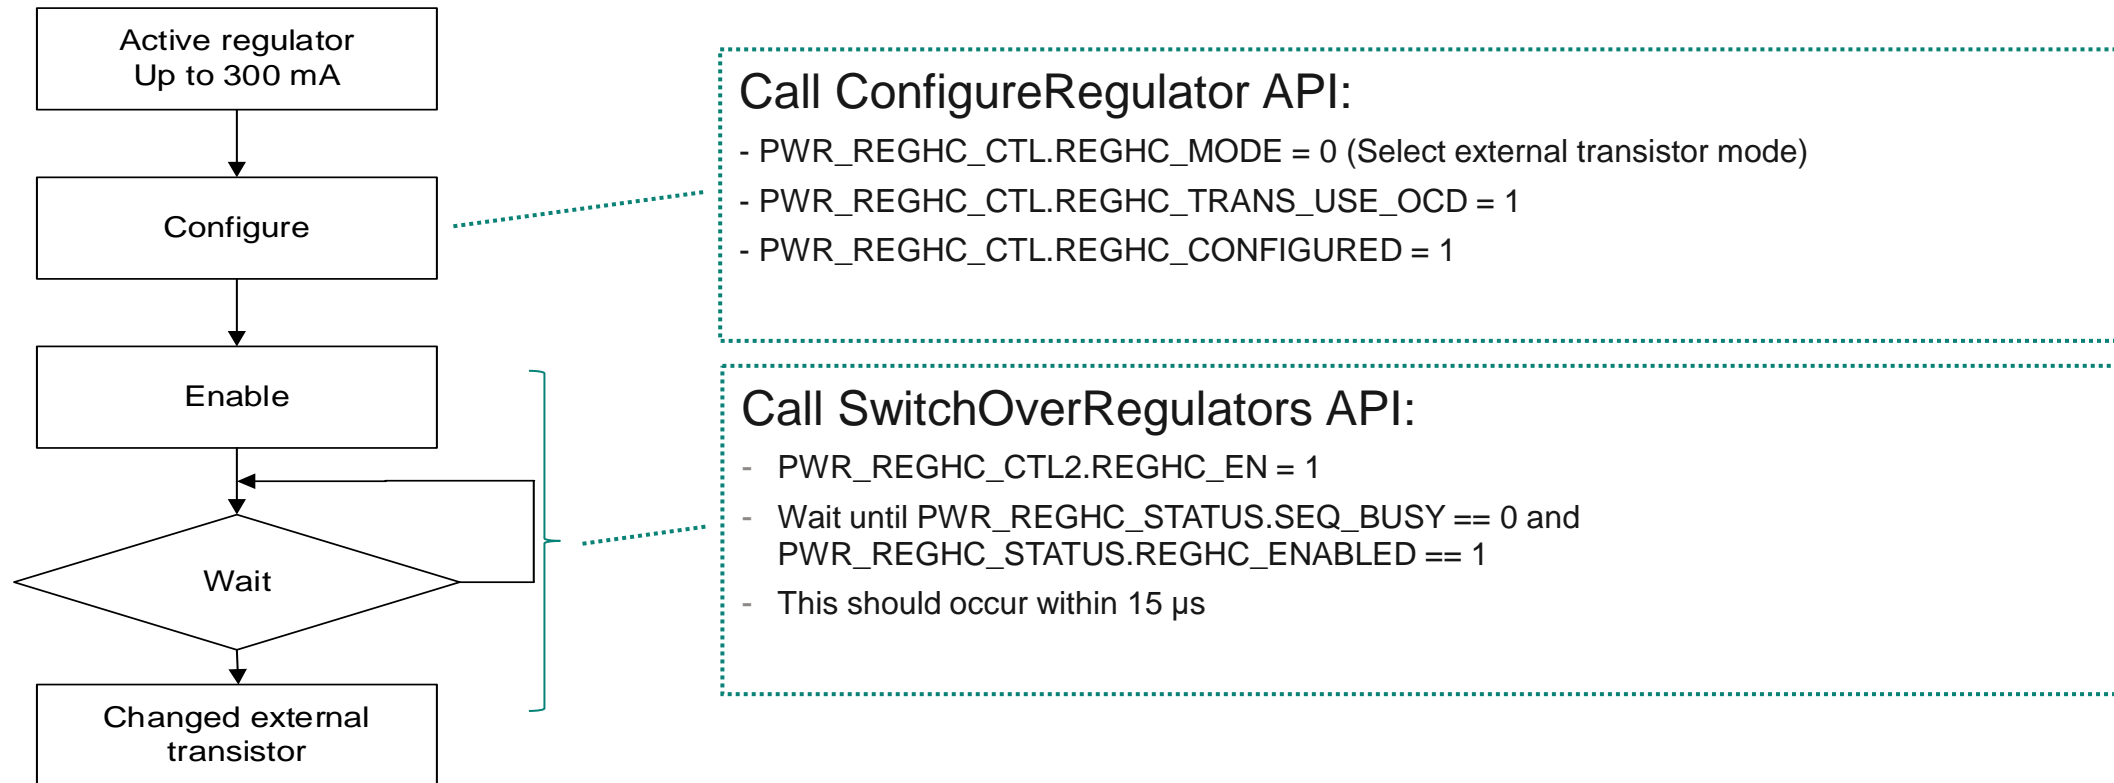 Active regulator
Up to 300 mA
Configure
Enable
Wait
Changed external
transistor
Call ConfigureRegulator API:
- PWR_REGHC_CTL.REGHC_MODE = 0 (Select external transistor mode)
- PWR_REGHC_CTL.REGHC_TRANS_USE_OCD = 1
- PWR_REGHC_CTL.REGHC_CONFIGURED = 1
Call SwitchOverRegulators API:
- PWR_REGHC_CTL2.REGHC_EN = 1
- Wait until PWR_REGHC_STATUS.SEQ_BUSY == 0 and
PWR_REGHC_STATUS.REGHC_ENABLED == 1
- This should occur within 15 µs